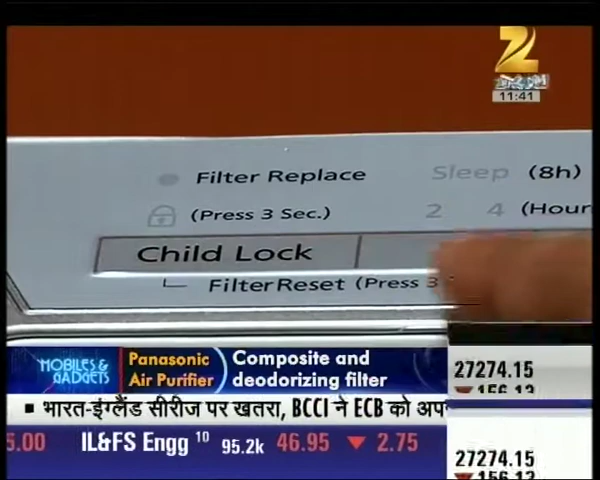 11:41
Filter Replace
Sleep (8h)
(Press 3 Sec.)
2 4 (Hour
Child Lock
FilterReset (Press 3
MOBILES & GADGETS
Panasonic Air Purifier
Composite and deodorizing filter
27274.15
भारत-इंग्लैंड सीरीज पर खतरा, BCCI ने ECB को अप
5.00 IL&FS Engg 10 95.2k 46.95 2.75
27274.15